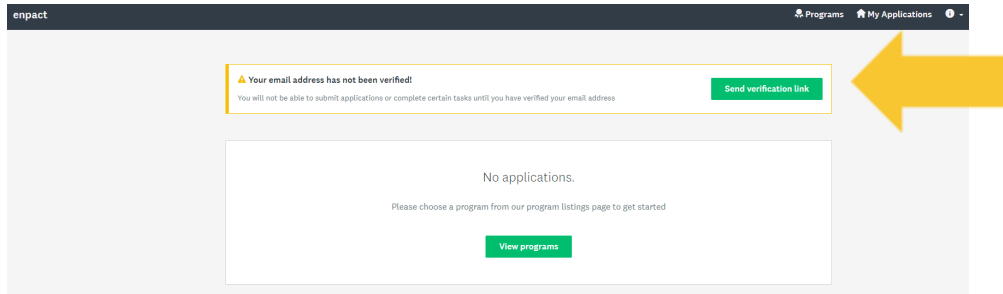 enpact
Programs My Applications
Your email address has not been verified!
You will not be able to submit applications or complete certain tasks until you have verified your email address
Send verification link
No applications.
Please choose a program from our program listings page to get started
View programs